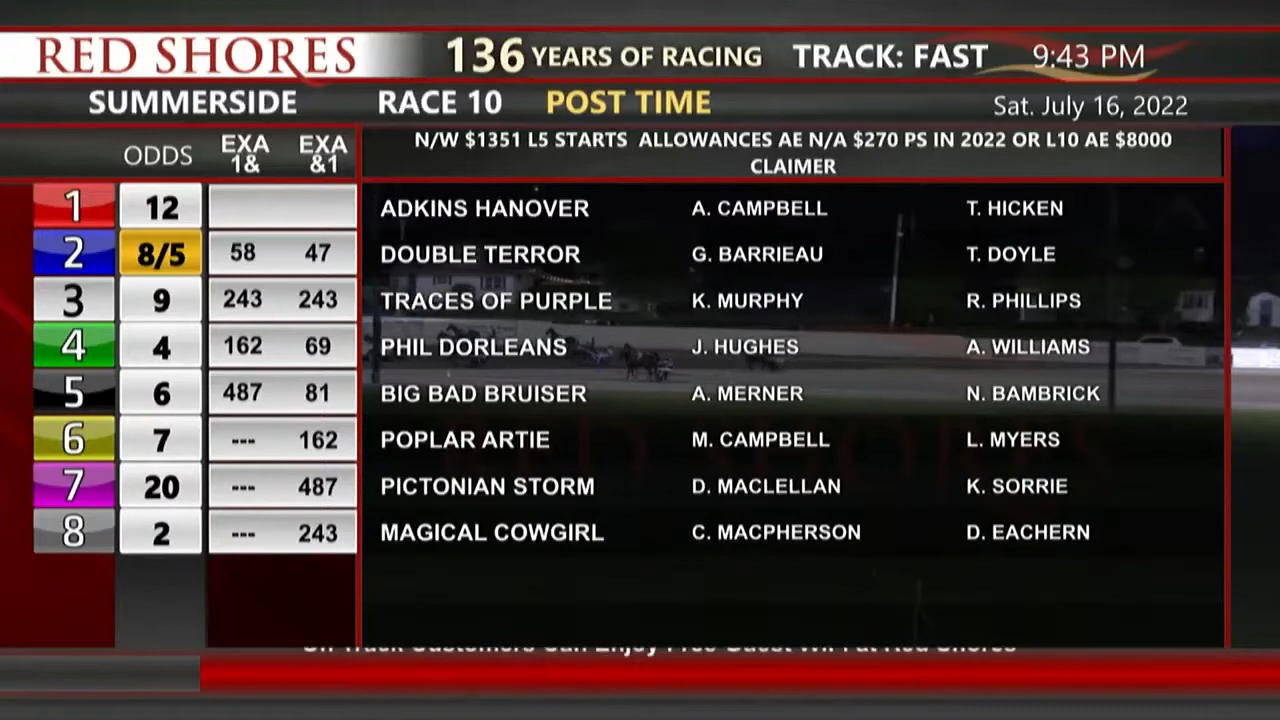 RED SHORES 136 YEARS OF RACING TRACK: FAST 9:43 PM
SUMMERSIDE RACE 10 POST TIME Sat. July 16, 2022
ODDS EXA 1& EXA &1
N/W $1351 L5 STARTS ALLOWANCES AE N/A $270 PS IN 2022 OR L10 AE $8000
CLAIMER
1 12 ADKINS HANOVER A. CAMPBELL T. HICKEN
2 8/5 58 47 DOUBLE TERROR G. BARRIEAU T. DOYLE
3 9 243 243 TRACES OF PURPLE K. MURPHY R. PHILLIPS
4 4 162 69 PHIL DORLEANS J. HUGHES A. WILLIAMS
5 6 487 81 BIG BAD BRUISER A. MERNER N. BAMBRICK
6 7 --- 162 POPLAR ARTIE M. CAMPBELL L. MYERS
7 20 --- 487 PICTONIAN STORM D. MACLELLAN K. SORRIE
8 2 --- 243 MAGICAL COWGIRL C. MACPHERSON D. EACHERN